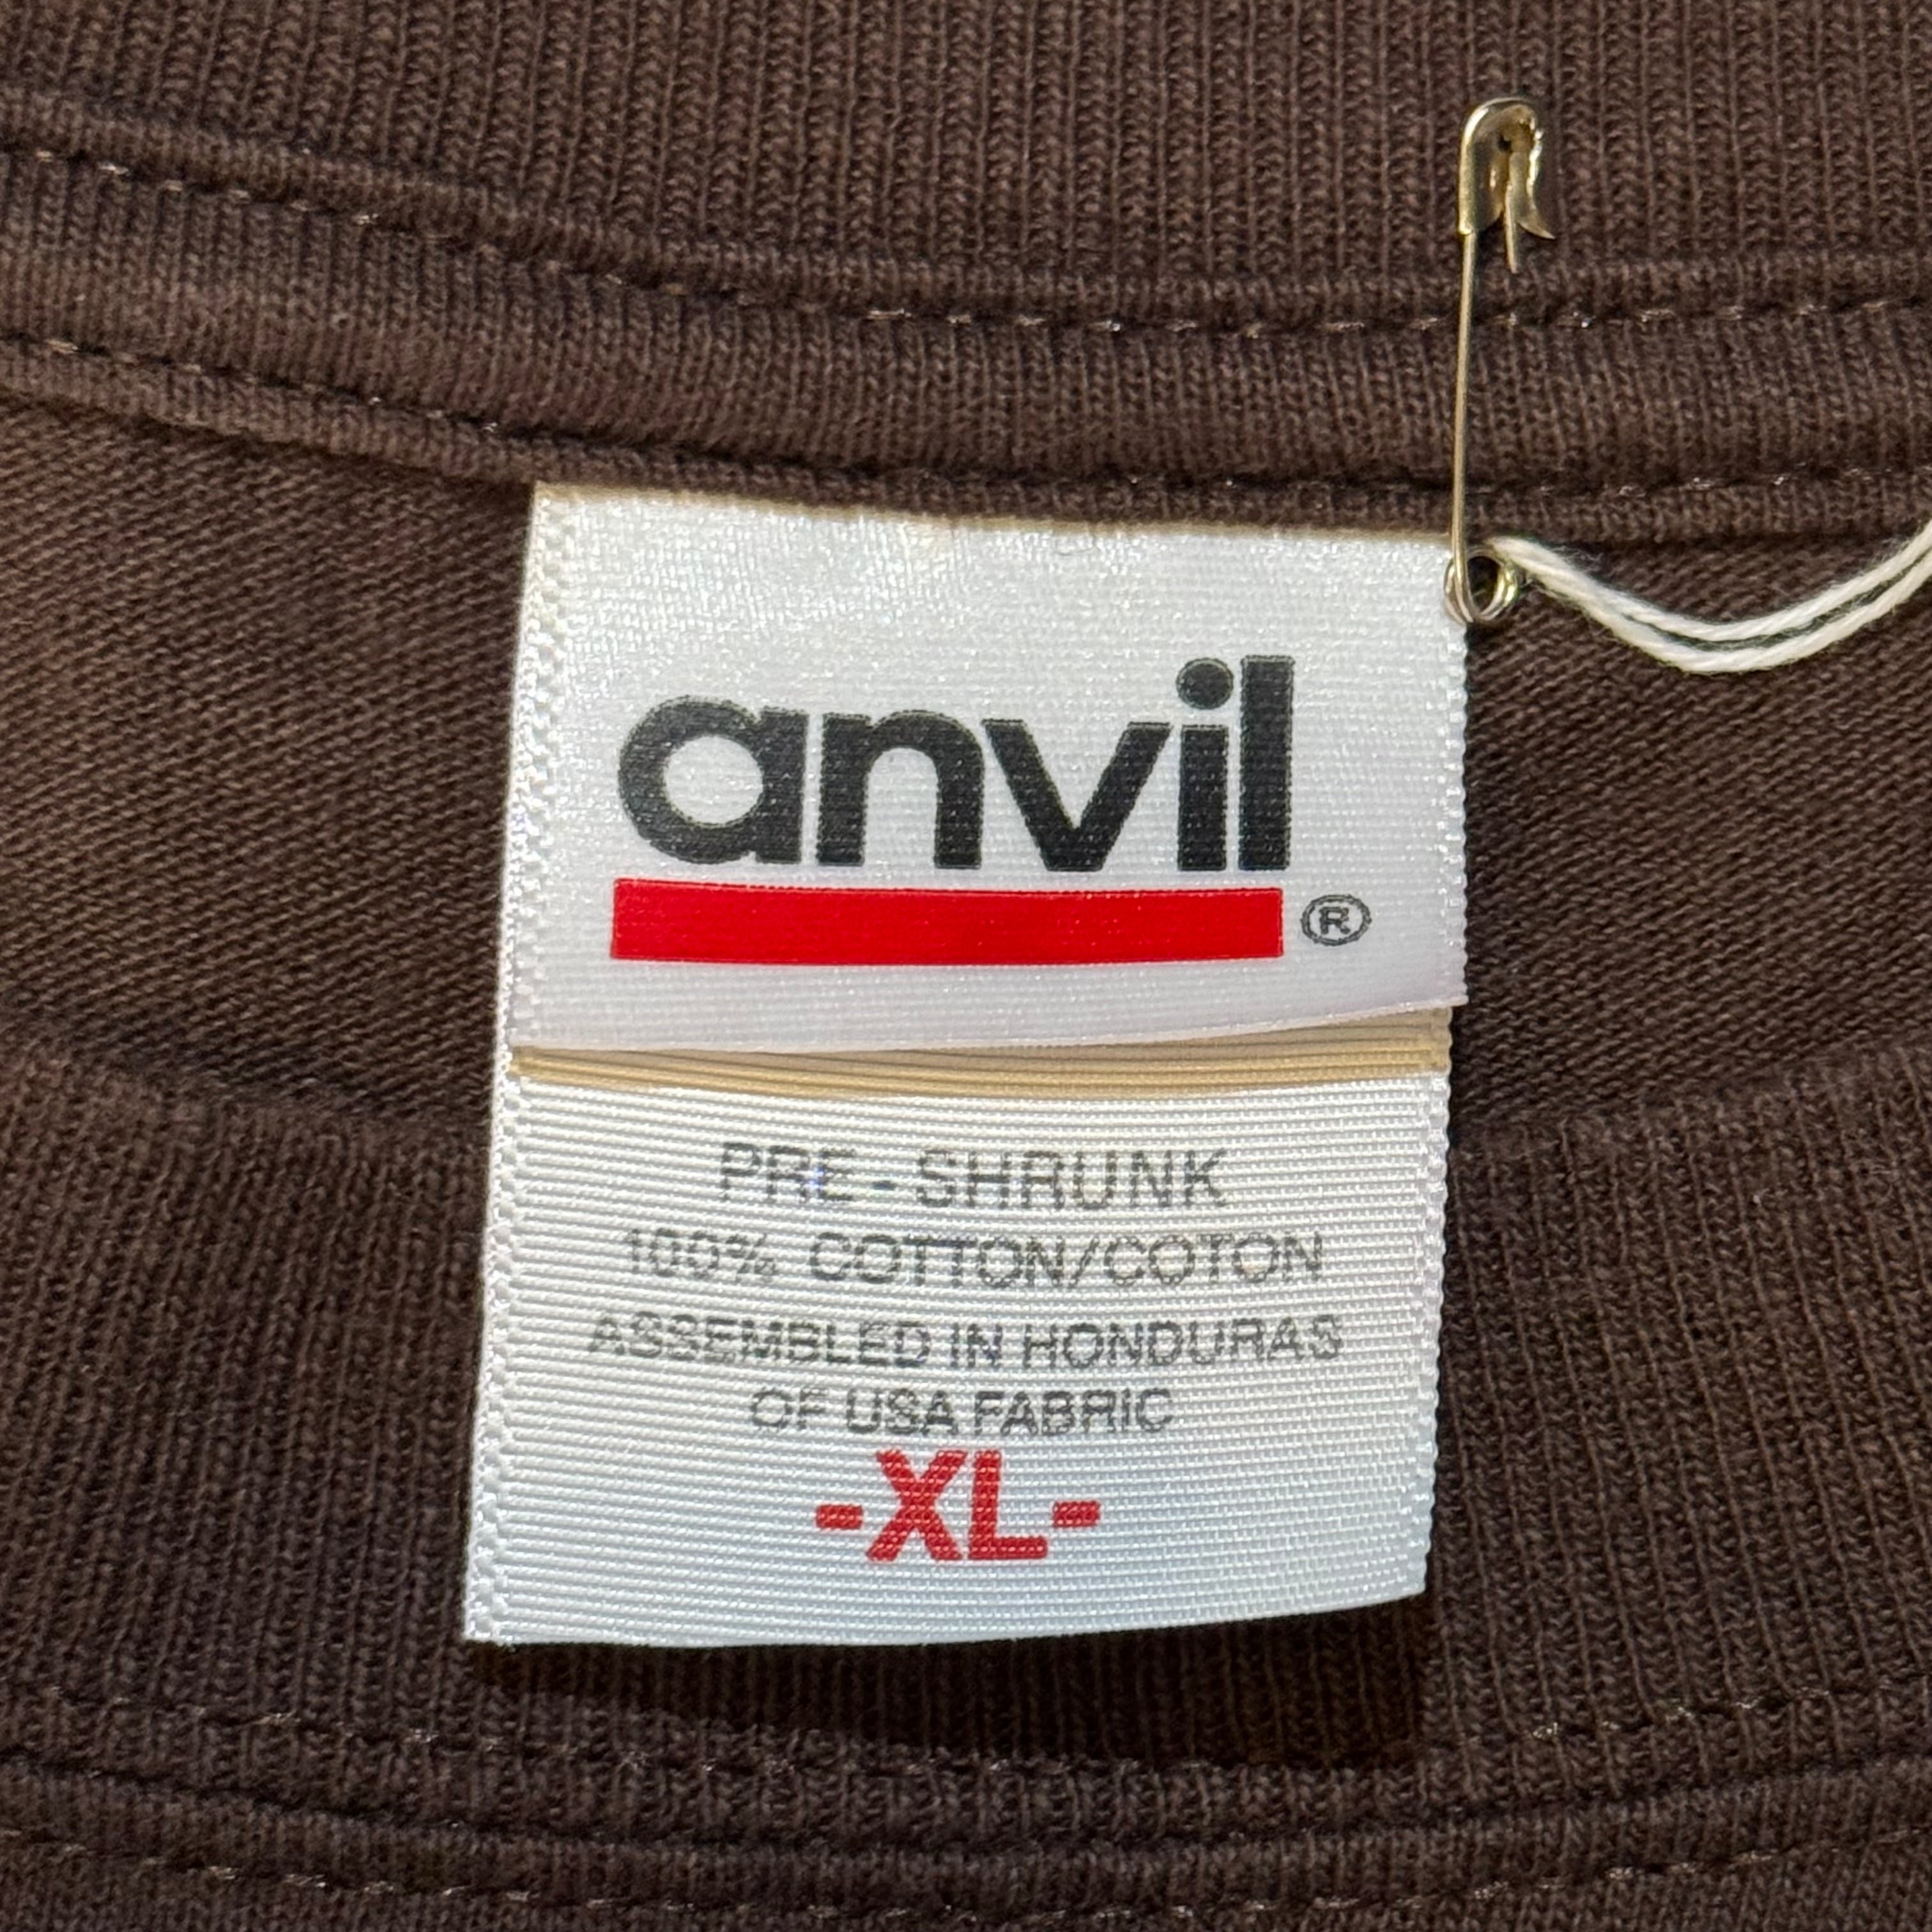 anvil
®
PRE-SHRUNK
100% COTTON/COTON
ASSEMBLED IN HONDURAS
OF USA FABRIC
-XL-